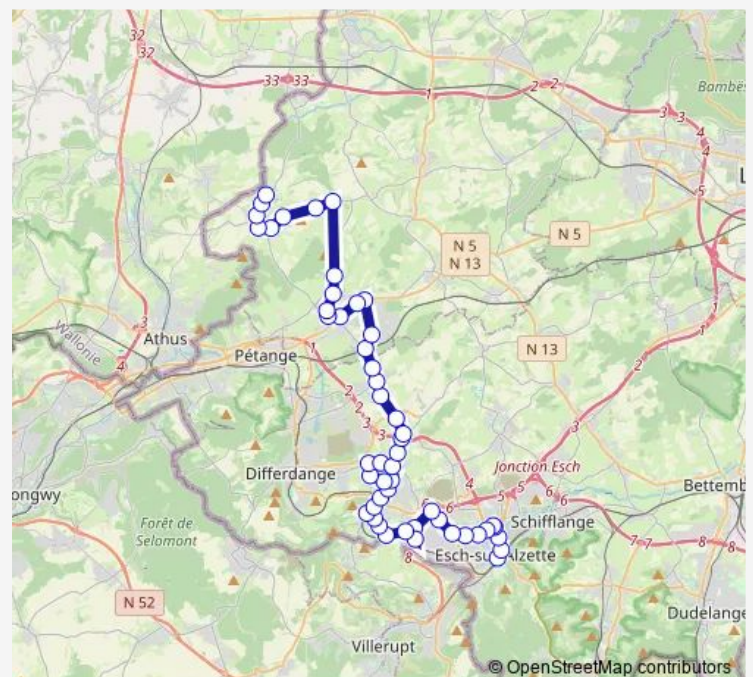 32
32
33 33
1
2 2
3 3
4
4
5
Bambës
L
N 5
N 5
N 13
2
1
1
3
Wallonie
Athus
4
Pétange
1
N 13
2
2
3
3
3
Jonction Esch
Differdange
4
5
6
5
5
6
6
Bettemb
ongwy
Forêt de
Selomont
Schifflange
7
7
8
8
Esch-su Alzette
8
N 52
Dudelange
Villerupt
© OpenStreetMap contributors